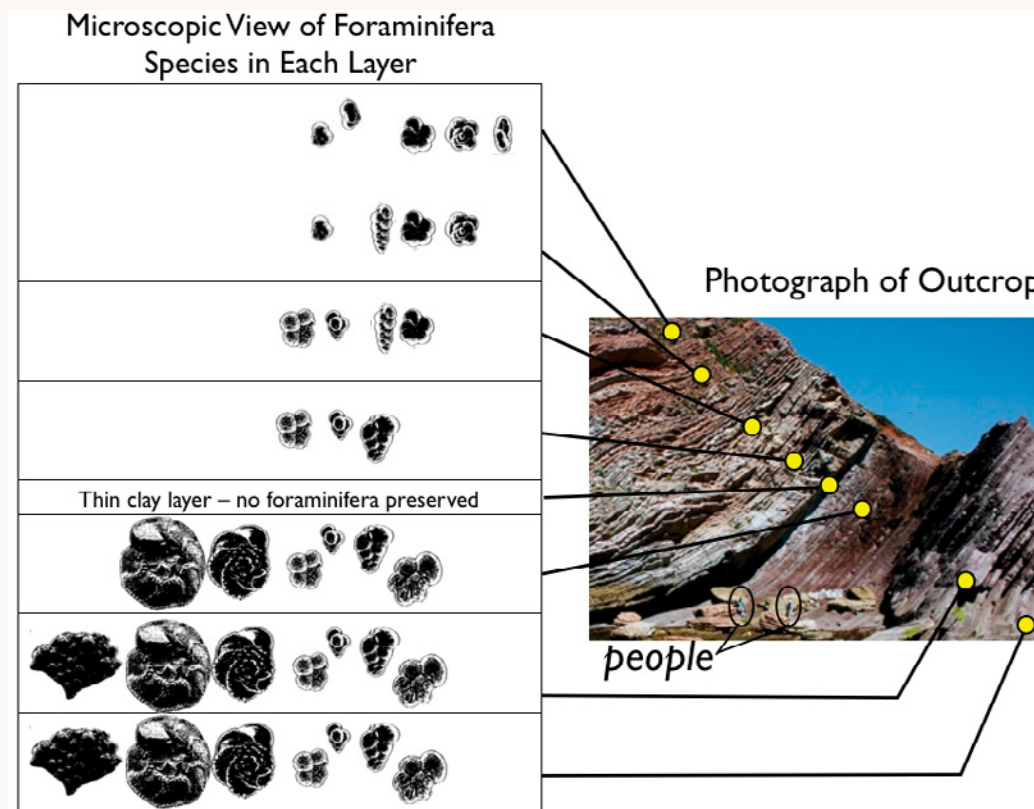 Microscopic View of Foraminifera
Species in Each Layer
Photograph of Outcrop
Thin clay layer – no foraminifera preserved
people